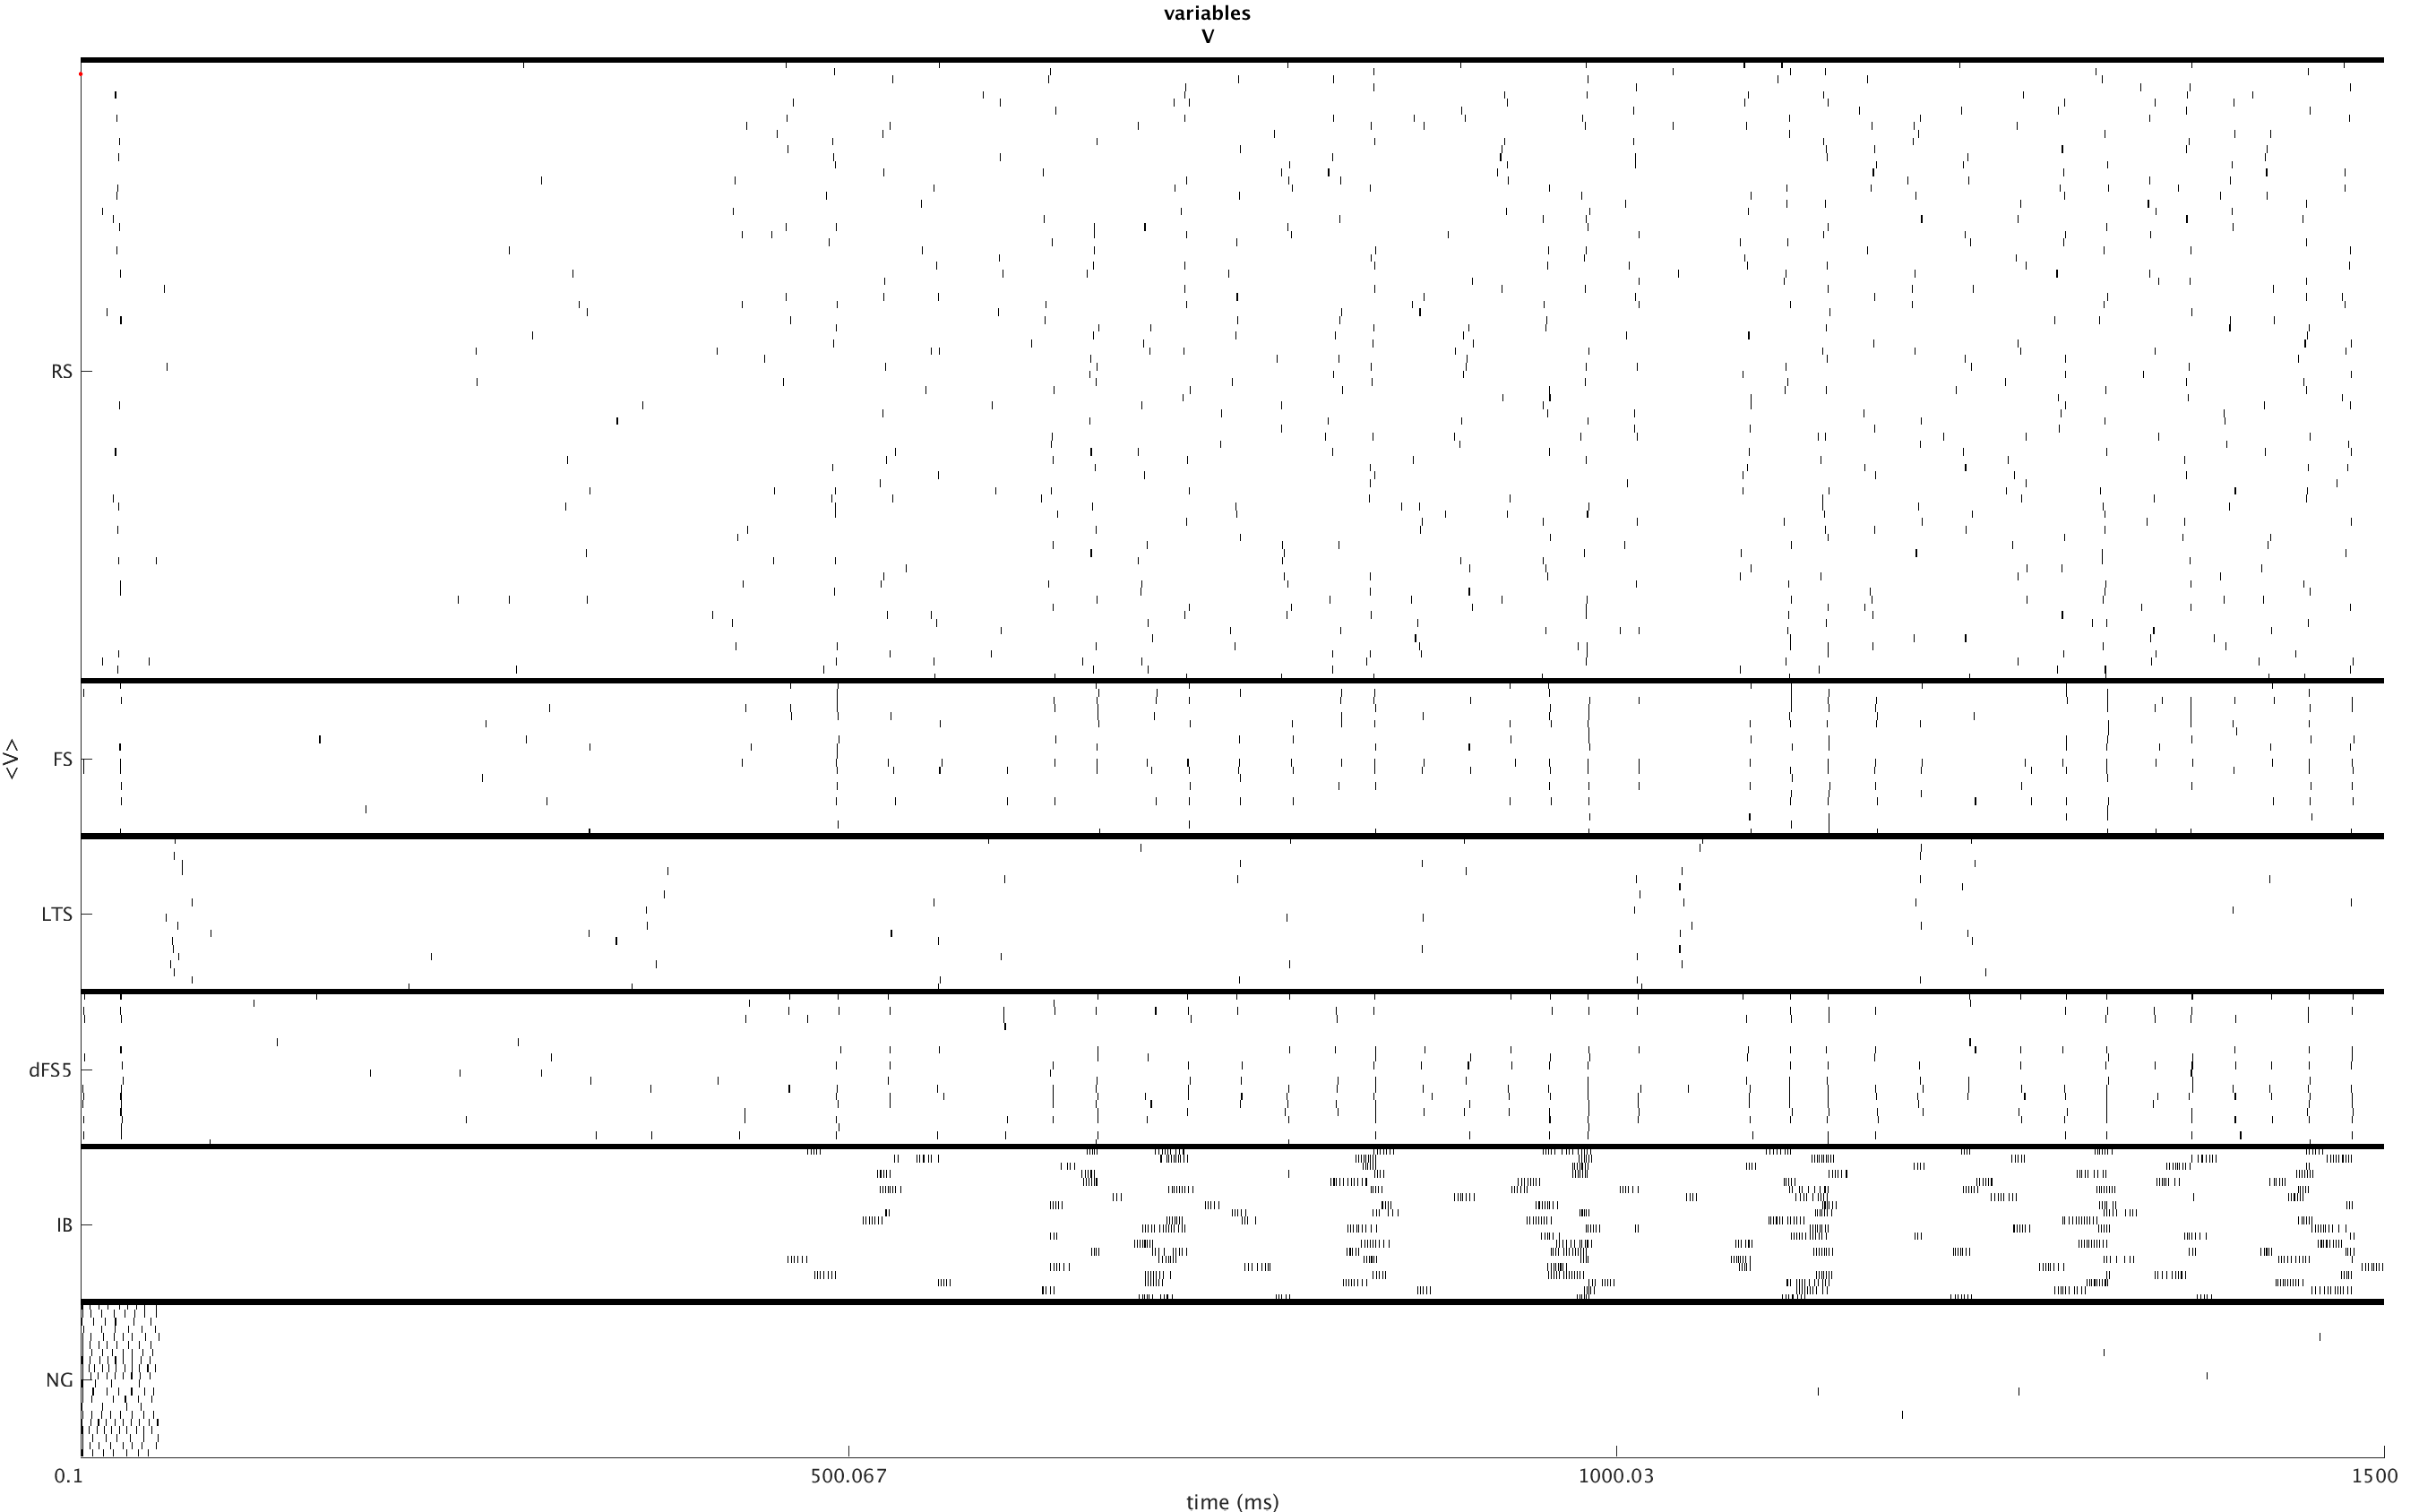 variables
V
RS
FS
<V>
LTS
dFS5
IB
NG
0.1 500.067 1000.03 1500
time (ms)